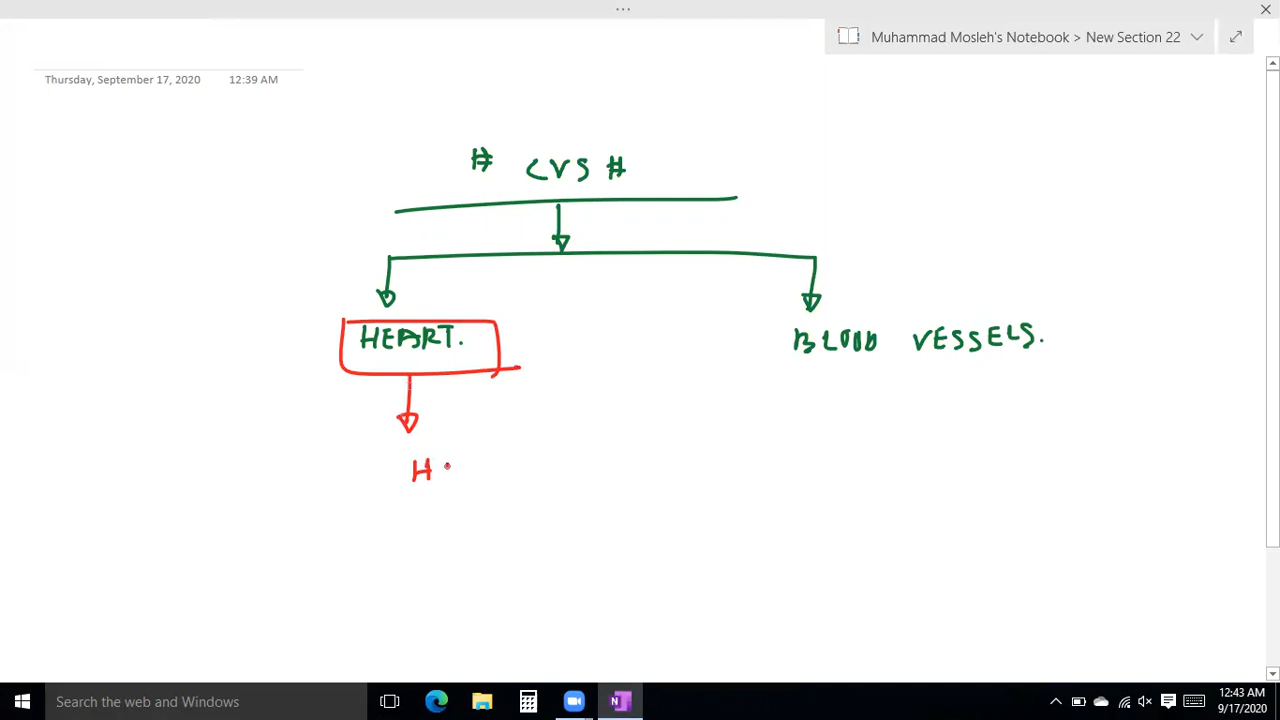 Muhammad Mosleh's Notebook > New Section 22
Thursday, September 17, 2020 12:39 AM
# CVS #
HEART. BLOOD VESSELS.
H
Search the web and Windows
12:43 AM
9/17/2020